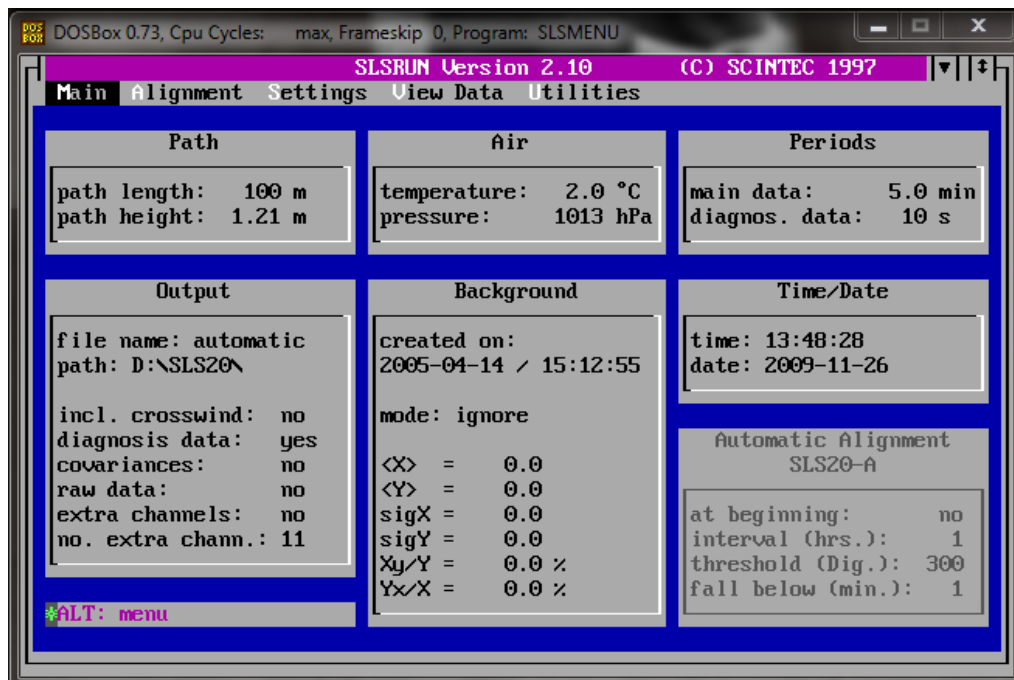 DOS BOX DOSBox 0.73, Cpu Cycles: max, Frameskip 0, Program: SLSMENU
SLSRUN Version 2.10 (C) SCINTEC 1997
Main Alignment Settings View Data Utilities
Path
path length: 100 m
path height: 1.21 m
Air
temperature: 2.0 °C
pressure: 1013 hPa
Periods
main data: 5.0 min
diagnos. data: 10 s
Output
file name: automatic
path: D:\SLS20\
incl. crosswind: no
diagnosis data: yes
covariances: no
raw data: no
extra channels: no
no. extra chann.: 11
Background
created on:
2005-04-14 / 15:12:55
mode: ignore
<X> = 0.0
<Y> = 0.0
sigX = 0.0
sigY = 0.0
Xy/Y = 0.0 %
Yx/X = 0.0 %
Time/Date
time: 13:48:28
date: 2009-11-26
Automatic Alignment
SLS20-A
at beginning: no
interval (hrs.): 1
threshold (Dig.): 300
fall below (min.): 1
*ALT: menu